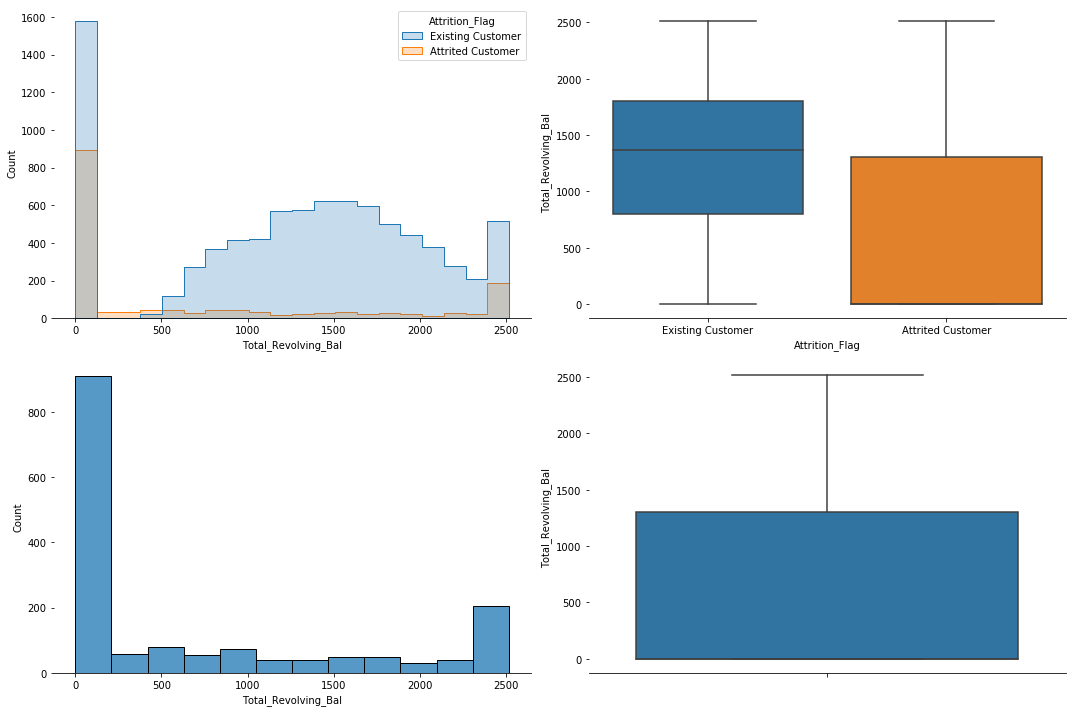 1600
1400
1200
1000
800
600
400
200
0
Count
0 500 1000 1500 2000 2500
Total_Revolving_Bal
Attrition_Flag
Existing Customer
Attrited Customer
2500
2000
1500
1000
500
0
Total_Revolving_Bal
Existing Customer Attrited Customer
Attrition_Flag
800
600
400
200
0
Count
0 500 1000 1500 2000 2500
Total_Revolving_Bal
2500
2000
1500
1000
500
0
Total_Revolving_Bal